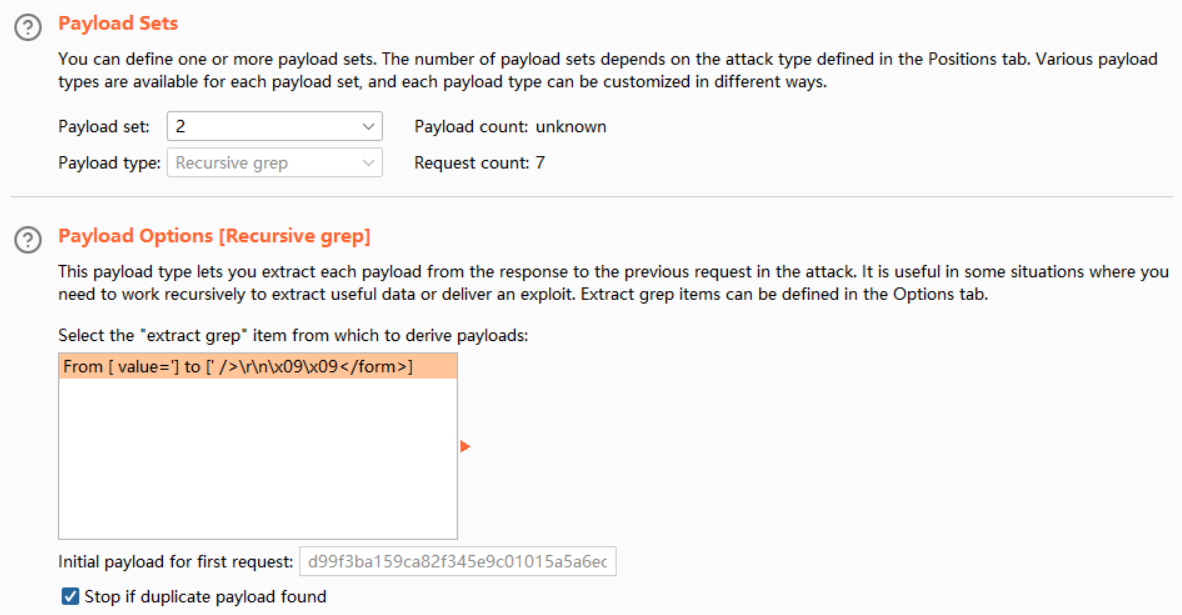 Payload Sets
You can define one or more payload sets. The number of payload sets depends on the attack type defined in the Positions tab. Various payload
types are available for each payload set, and each payload type can be customized in different ways.
Payload set: 2 Payload count: unknown
Payload type: Recursive grep Request count: 7
Payload Options [Recursive grep]
This payload type lets you extract each payload from the response to the previous request in the attack. It is useful in some situations where you
need to work recursively to extract useful data or deliver an exploit. Extract grep items can be defined in the Options tab.
Select the "extract grep" item from which to derive payloads:
From [ value='] to [' />\r\n\x09\x09</form>]
Initial payload for first request: d99f3ba159ca82f345e9c01015a5a6ec
Stop if duplicate payload found